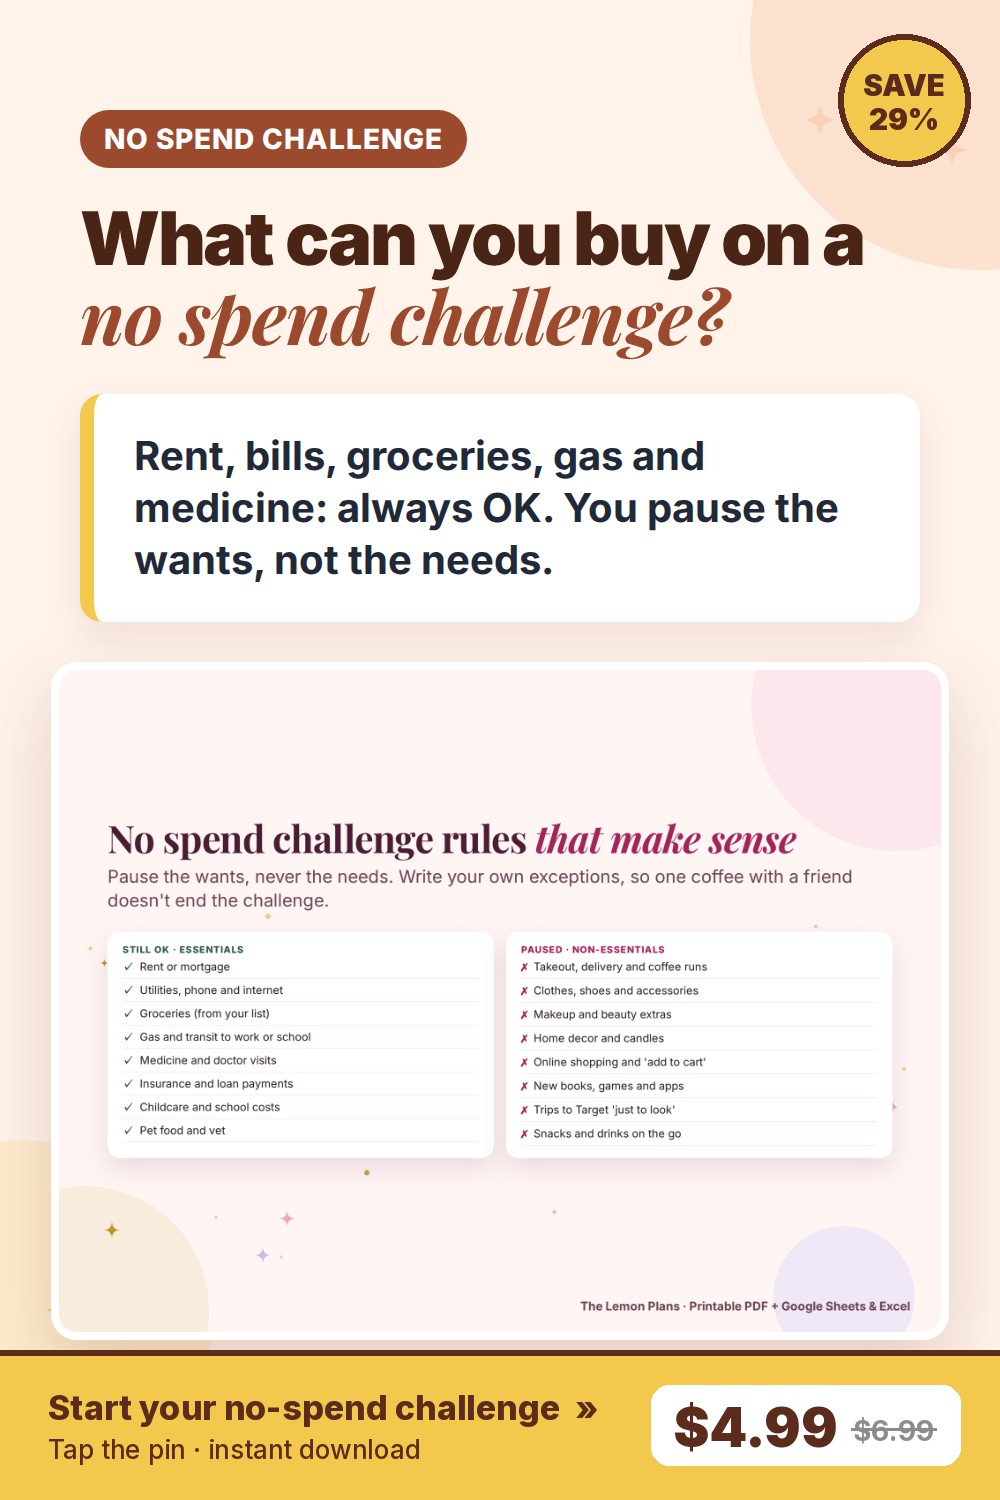 SAVE
29%
NO SPEND CHALLENGE
What can you buy on a
no spend challenge?
Rent, bills, groceries, gas and
medicine: always OK. You pause the
wants, not the needs.
No spend challenge rules that make sense
Pause the wants, never the needs. Write your own exceptions, so one coffee with a friend
doesn't end the challenge.
STILL OK · ESSENTIALS
✓ Rent or mortgage
✓ Utilities, phone and internet
✓ Groceries (from your list)
✓ Gas and transit to work or school
✓ Medicine and doctor visits
✓ Insurance and loan payments
✓ Childcare and school costs
✓ Pet food and vet
PAUSED · NON-ESSENTIALS
✗ Takeout, delivery and coffee runs
✗ Clothes, shoes and accessories
✗ Makeup and beauty extras
✗ Home decor and candles
✗ Online shopping and 'add to cart'
✗ New books, games and apps
✗ Trips to Target 'just to look'
✗ Snacks and drinks on the go
The Lemon Plans · Printable PDF + Google Sheets & Excel
Start your no-spend challenge »
Tap the pin · instant download
$4.99 $6.99